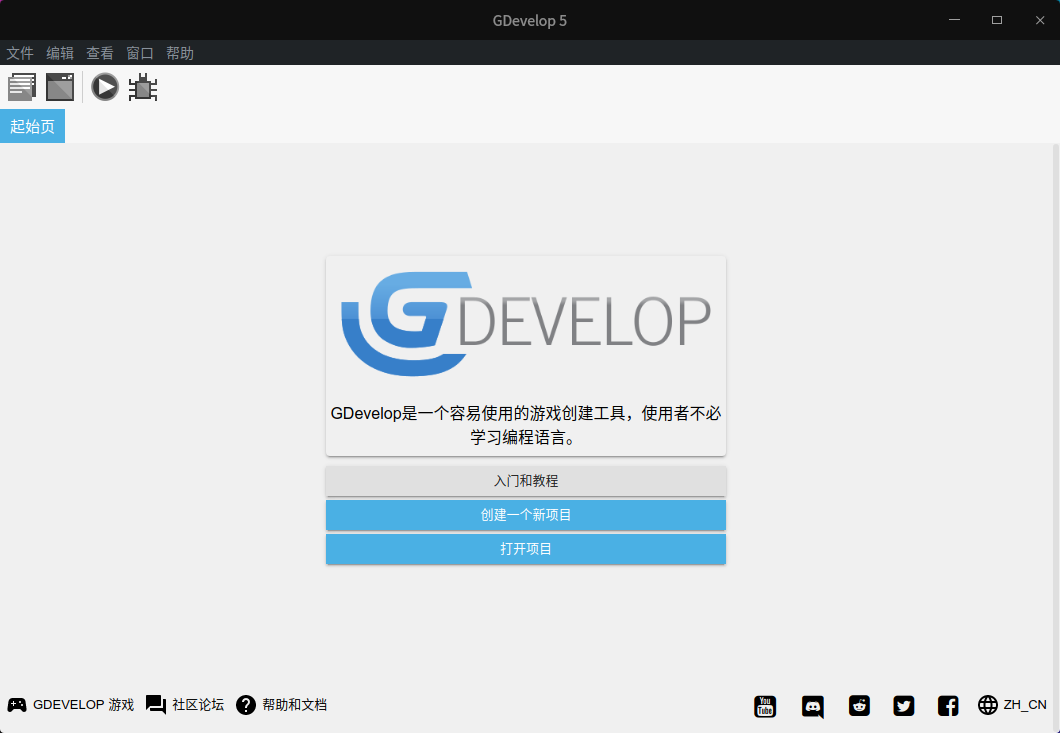 GDevelop 5
文件 编辑 查看 窗口 帮助
起始页
GDEVELOP
GDevelop是一个容易使用的游戏创建工具，使用者不必
学习编程语言。
入门和教程
创建一个新项目
打开项目
GDEVELOP 游戏 社区论坛 ? 帮助和文档 You Tube ZH_CN